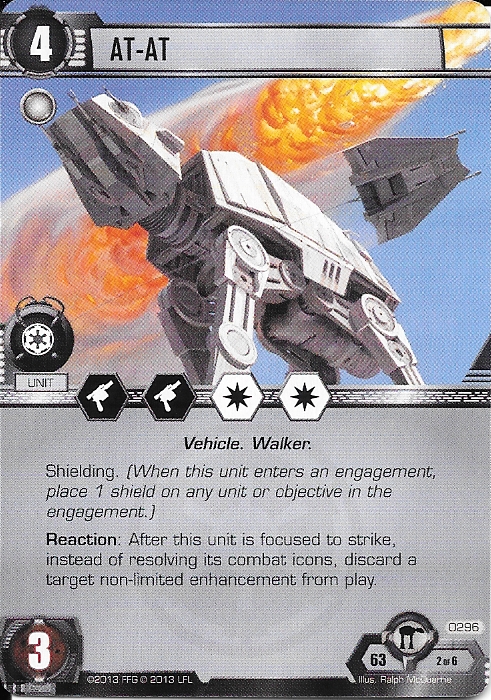 4
AT-AT
UNIT
Vehicle. Walker.
Shielding. (When this unit enters an engagement,
place 1 shield on any unit or objective in the
engagement.)
Reaction: After this unit is focused to strike,
instead of resolving its combat icons, discard a
target non-limited enhancement from play.
0296
3
63
2 of 6
©2013 FFG © 2013 LFL
Illus. Ralph McQuarrie